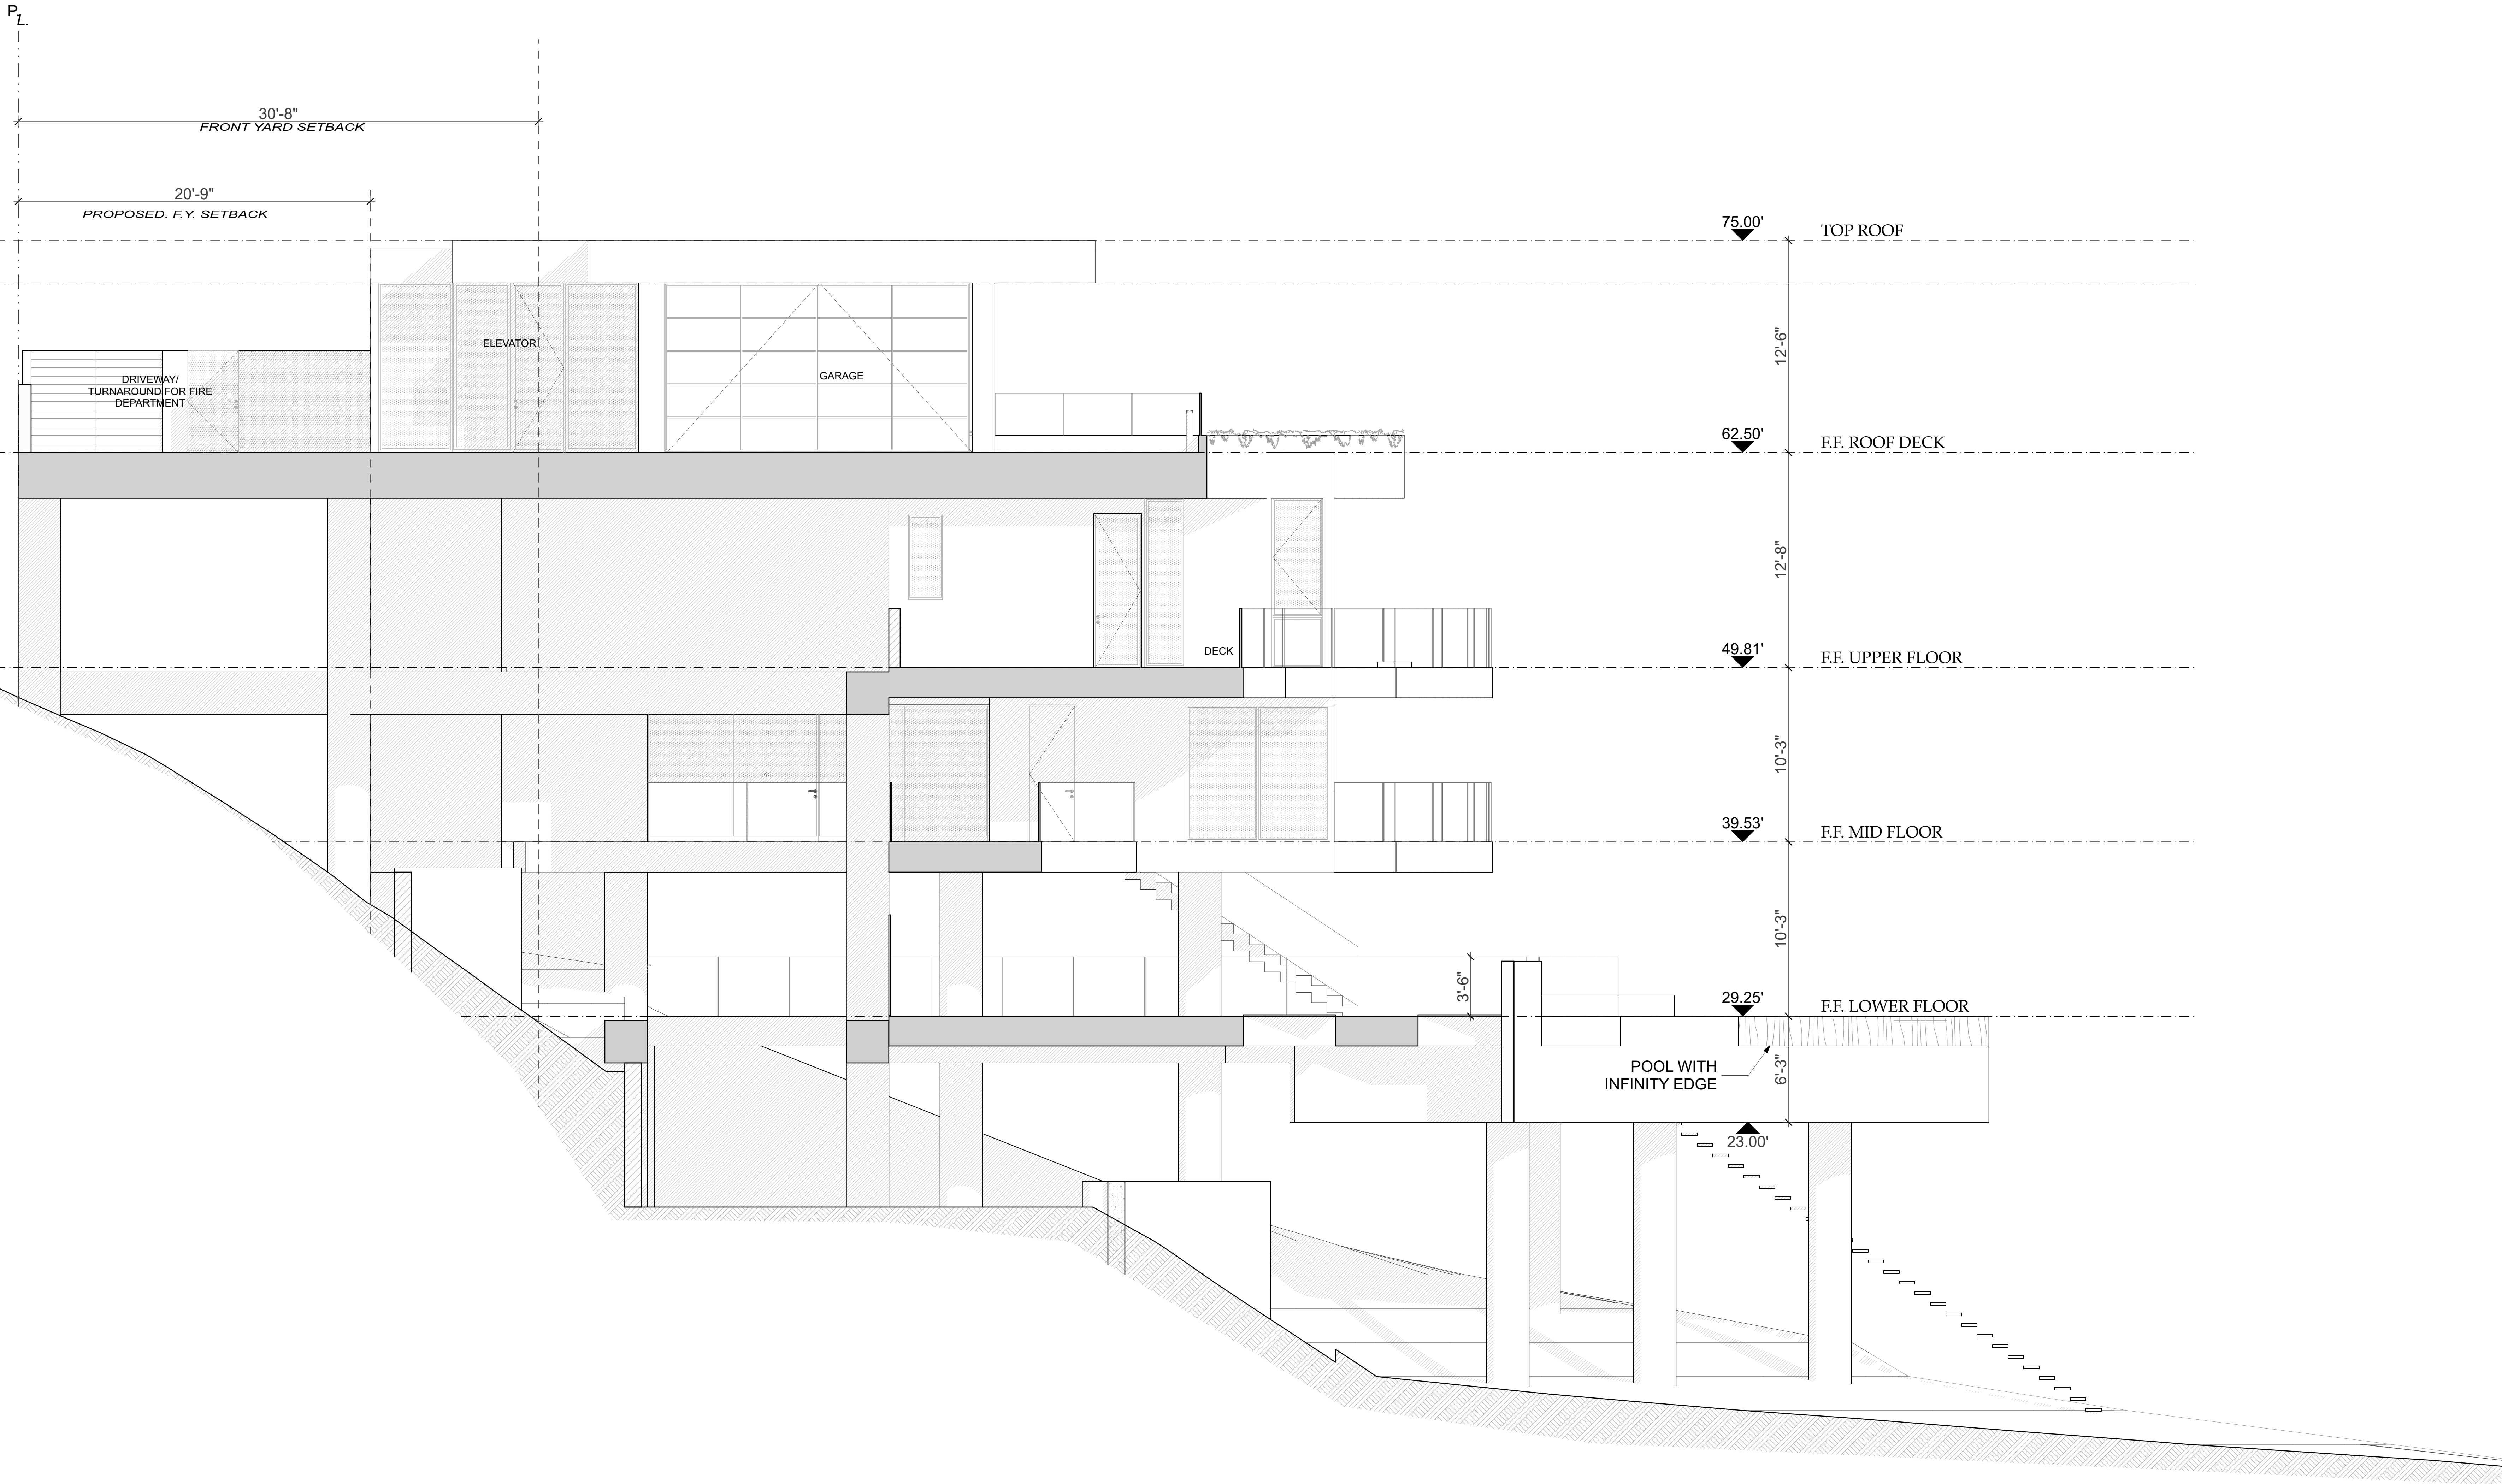 P.
L.
30'-8"
FRONT YARD SETBACK
20'-9"
PROPOSED. F.Y. SETBACK
75.00'
TOP ROOF
12'-6"
ELEVATOR
GARAGE
DRIVEWAY/
TURNAROUND FOR FIRE
DEPARTMENT
62.50'
F.F. ROOF DECK
12'-8"
DECK
49.81'
F.F. UPPER FLOOR
10'-3"
39.53'
F.F. MID FLOOR
10'-3"
3'-6"
29.25'
F.F. LOWER FLOOR
POOL WITH
INFINITY EDGE
6'-3"
23.00'